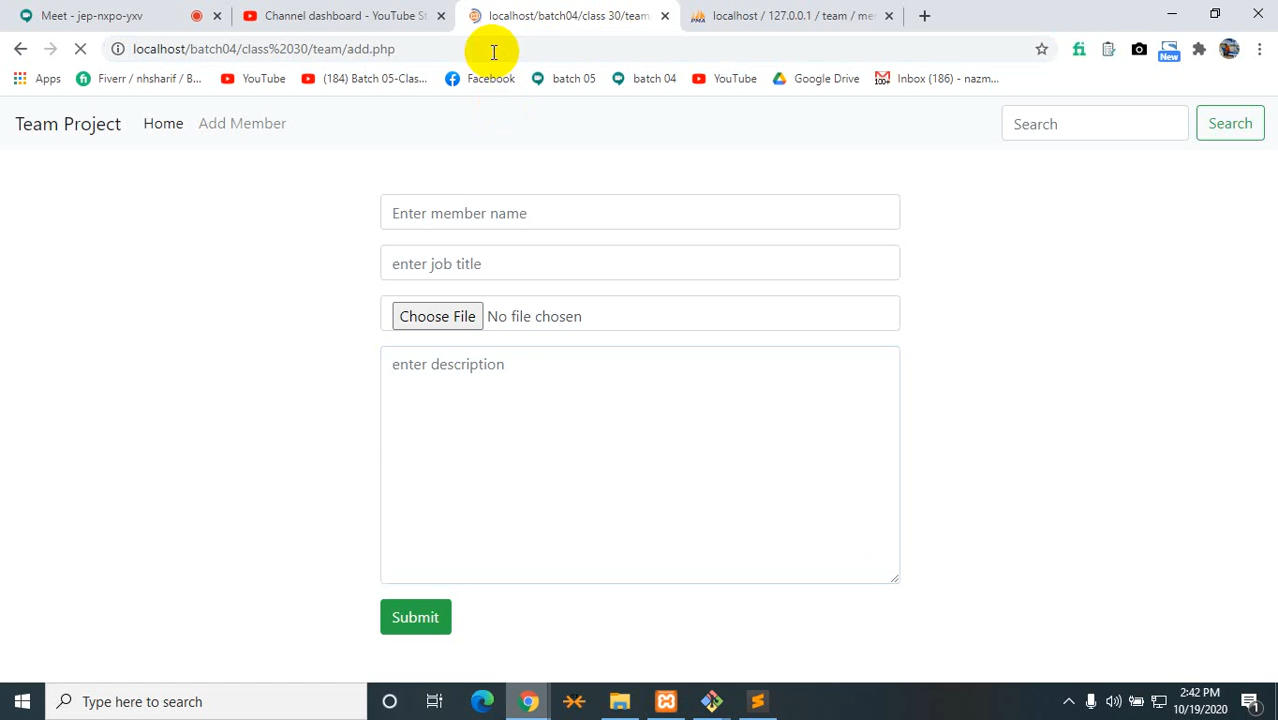 Meet - jep-nxpo-yxv
Channel dashboard - YouTube St
localhost/batch04/class 30/team
localhost / 127.0.0.1 / team / mer
localhost/batch04/class%2030/team/add.php
New
Apps
Fiverr / nhsharif / B...
YouTube
(184) Batch 05-Clas...
Facebook
batch 05
batch 04
YouTube
Google Drive
100+
Inbox (186) - nazm...
Team Project
Home
Add Member
Search
Search
Enter member name
enter job title
Choose File
No file chosen
enter description
Submit
Type here to search
2:42 PM
10/19/2020
1